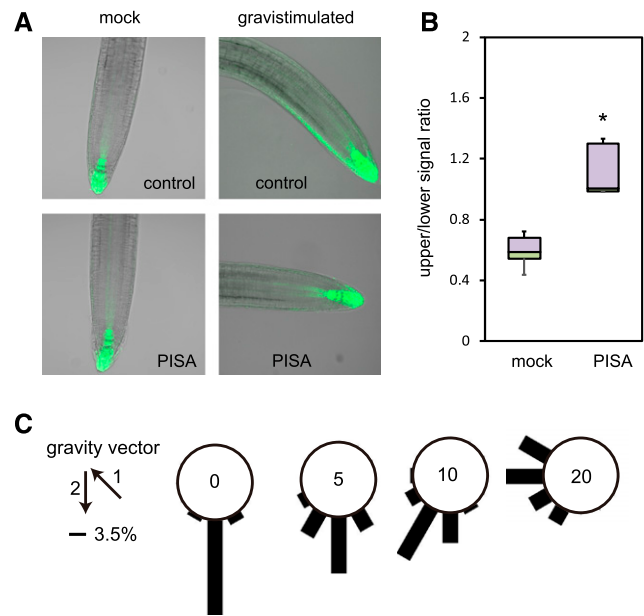 A
mock
gravistimulated
control
control
PISA
PISA
B
2
1.6
1.2
0.8
0.4
0
upper/lower signal ratio
*
mock
PISA
C
gravity vector
2
1
3.5%
0
5
10
20